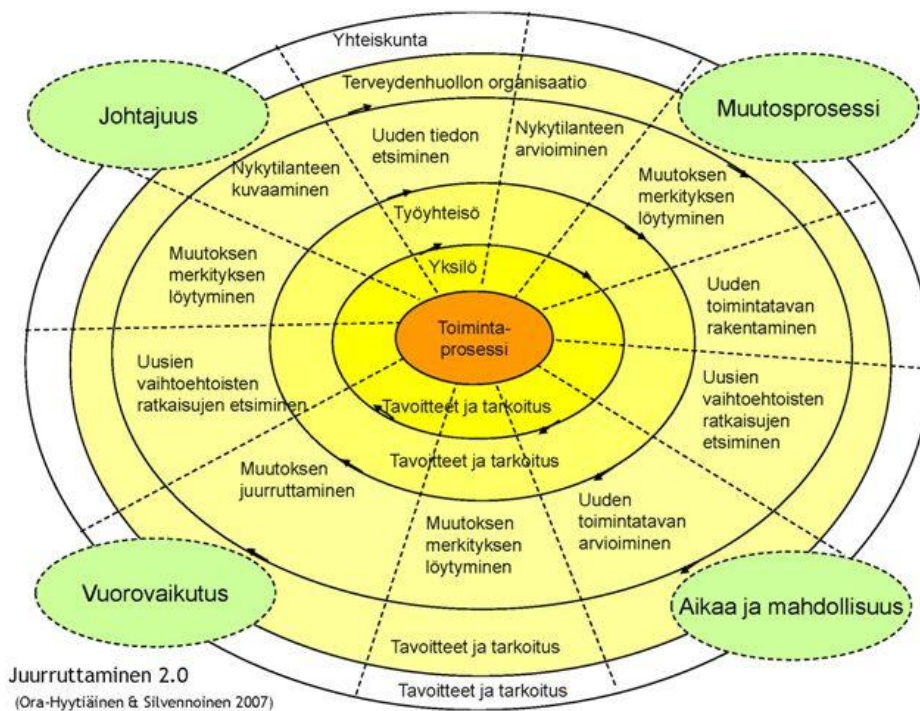 Yhteiskunta
Terveydenhuollon organisaatio
Johtajuus
Muutosprosessi
Uuden tiedon
etsiminen
Nykytilanteen
arvioiminen
Nykytilanteen
kuvaaminen
Muutoksen
merkityksen
löytyminen
Työyhteisö
Muutoksen
merkityksen
löytyminen
Yksilö
Uuden
toimintatavan
rakentaminen
Toiminta-
prosessi
Uusien
vaihtoehtoisten
ratkaisujen etsiminen
Uusien
vaihtoehtoisten
ratkaisujen
etsiminen
Tavoitteet ja tarkoitus
Tavoitteet ja tarkoitus
Muutoksen
juurruttaminen
Uuden
toimintatavan
arvioiminen
Muutoksen
merkityksen
löytyminen
Vuorovaikutus
Aikaa ja mahdollisuus
Tavoitteet ja tarkoitus
Juurruttaminen 2.0
Tavoitteet ja tarkoitus
(Ora-Hyytiäinen & Silvennoinen 2007)